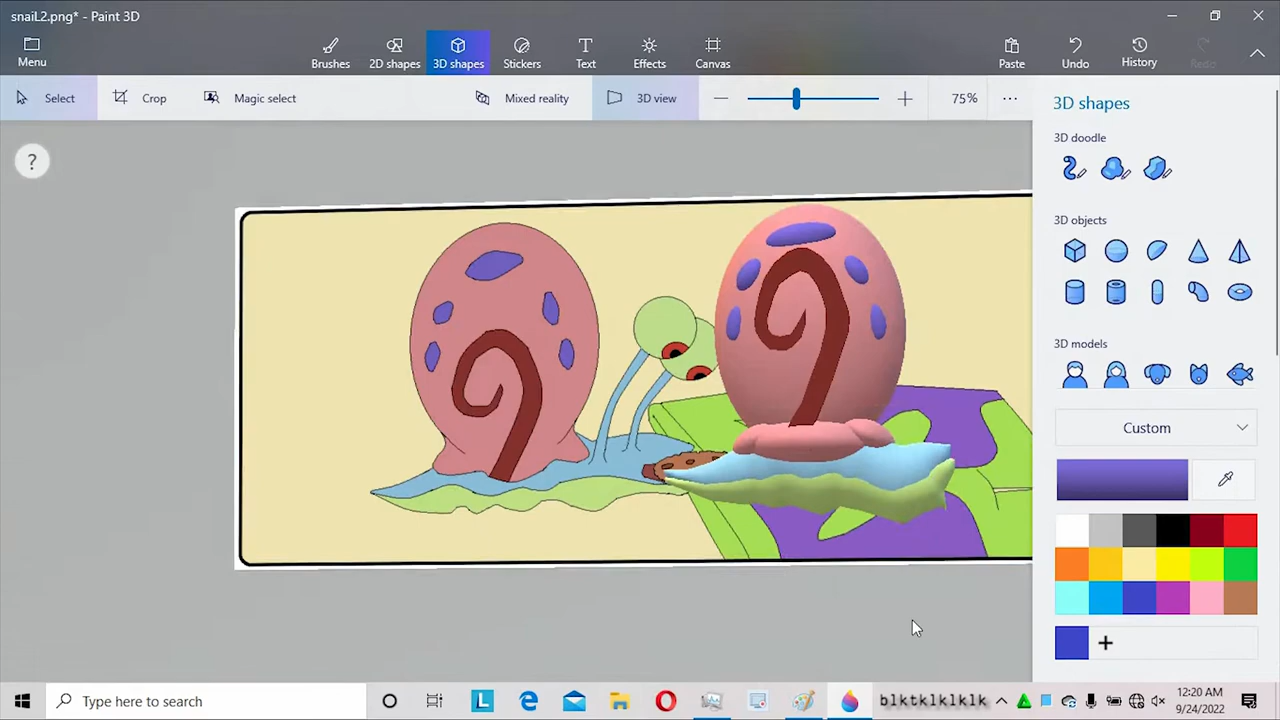 snaiL2.png* - Paint 3D
Menu
Brushes
2D shapes
3D shapes
Stickers
Text
Effects
Canvas
Paste
Undo
History
Redo
Select
Crop
Magic select
Mixed reality
3D view
75%
3D shapes
?
3D doodle
3D objects
3D models
Custom
Type here to search
L
blktklklklk
12:20 AM
9/24/2022